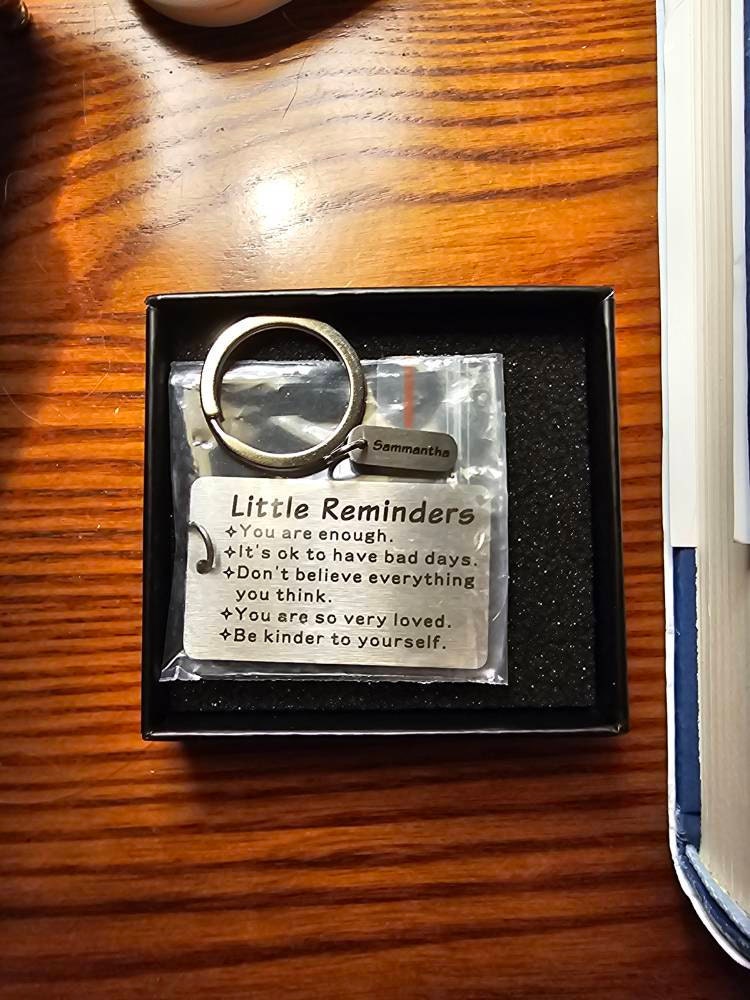 Sammantha
Little Reminders
✧You are enough.
✧It's ok to have bad days.
✧Don't believe everything
you think.
✧You are so very loved.
✧Be kinder to yourself.